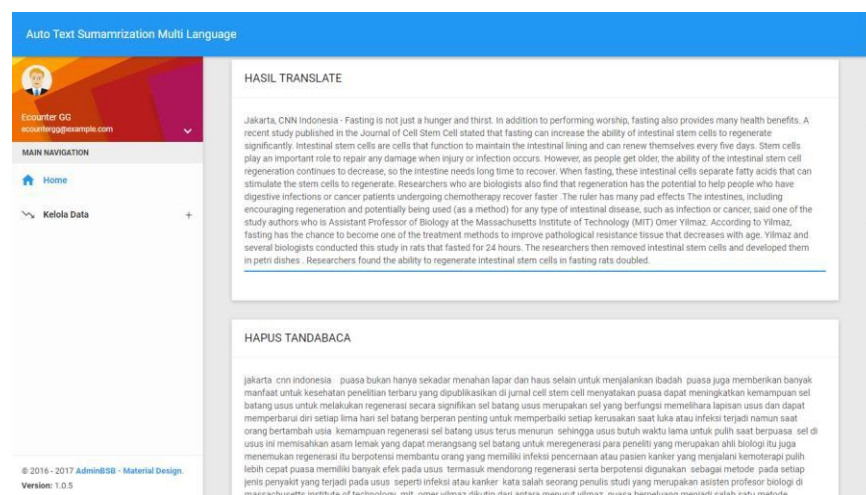 Auto Text Sumamrization Multi Language
Ecounter GG
ecountergg@example.com
MAIN NAVIGATION
Home
Kelola Data
+
© 2016 - 2017 AdminBSB - Material Design.
Version: 1.0.5
HASIL TRANSLATE
Jakarta, CNN Indonesia - Fasting is not just a hunger and thirst. In addition to performing worship, fasting also provides many health benefits. A
recent study published in the Journal of Cell Stem Cell stated that fasting can increase the ability of intestinal stem cells to regenerate
significantly. Intestinal stem cells are cells that function to maintain the intestinal lining and can renew themselves every five days. Stem cells
play an important role to repair any damage when injury or infection occurs. However, as people get older, the ability of the intestinal stem cell
regeneration continues to decrease, so the intestine needs long time to recover. When fasting, these intestinal cells separate fatty acids that can
stimulate the stem cells to regenerate. Researchers who are biologists also find that regeneration has the potential to help people who have
digestive infections or cancer patients undergoing chemotherapy recover faster .The ruler has many pad effects The intestines, including
encouraging regeneration and potentially being used (as a method) for any type of intestinal disease, such as infection or cancer, said one of the
study authors who is Assistant Professor of Biology at the Massachusetts Institute of Technology (MIT) Omer Yilmaz. According to Yilmaz,
fasting has the chance to become one of the treatment methods to improve pathological resistance tissue that decreases with age. Yilmaz and
several biologists conducted this study in rats that fasted for 24 hours. The researchers then removed intestinal stem cells and developed them
in petri dishes . Researchers found the ability to regenerate intestinal stem cells in fasting rats doubled.
HAPUS TANDABACA
jakarta cnn indonesia puasa bukan hanya sekadar menahan lapar dan haus selain untuk menjalankan ibadah puasa juga memberikan banyak
manfaat untuk kesehatan penelitian terbaru yang dipublikasikan di jurnal cell stem cell menyatakan puasa dapat meningkatkan kemampuan sel
batang usus untuk melakukan regenerasi secara signifikan sel batang usus merupakan sel yang berfungsi memelihara lapisan usus dan dapat
memperbarui diri setiap lima hari sel batang berperan penting untuk memperbaiki setiap kerusakan saat luka atau infeksi terjadi namun saat
orang bertambah usia kemampuan regenerasi sel batang usus terus menurun sehingga usus butuh waktu lama untuk pulih saat berpuasa sel di
usus ini memisahkan asam lemak yang dapat merangsang sel batang untuk meregenerasi para peneliti yang merupakan ahli biologi itu juga
menemukan regenerasi itu berpotensi membantu orang yang memiliki infeksi pencernaan atau pasien kanker yang menjalani kemoterapi pulih
lebih cepat puasa memiliki banyak efek pada usus termasuk mendorong regenerasi serta berpotensi digunakan sebagai metode pada setiap
jenis penyakit yang terjadi pada usus seperti infeksi atau kanker kata salah seorang penulis studi yang merupakan asisten profesor biologi di
massachusetts institute of technology mit omer yilmaz dikutip dari antara menurut yilmaz puasa berpeluang menjadi salah satu metode